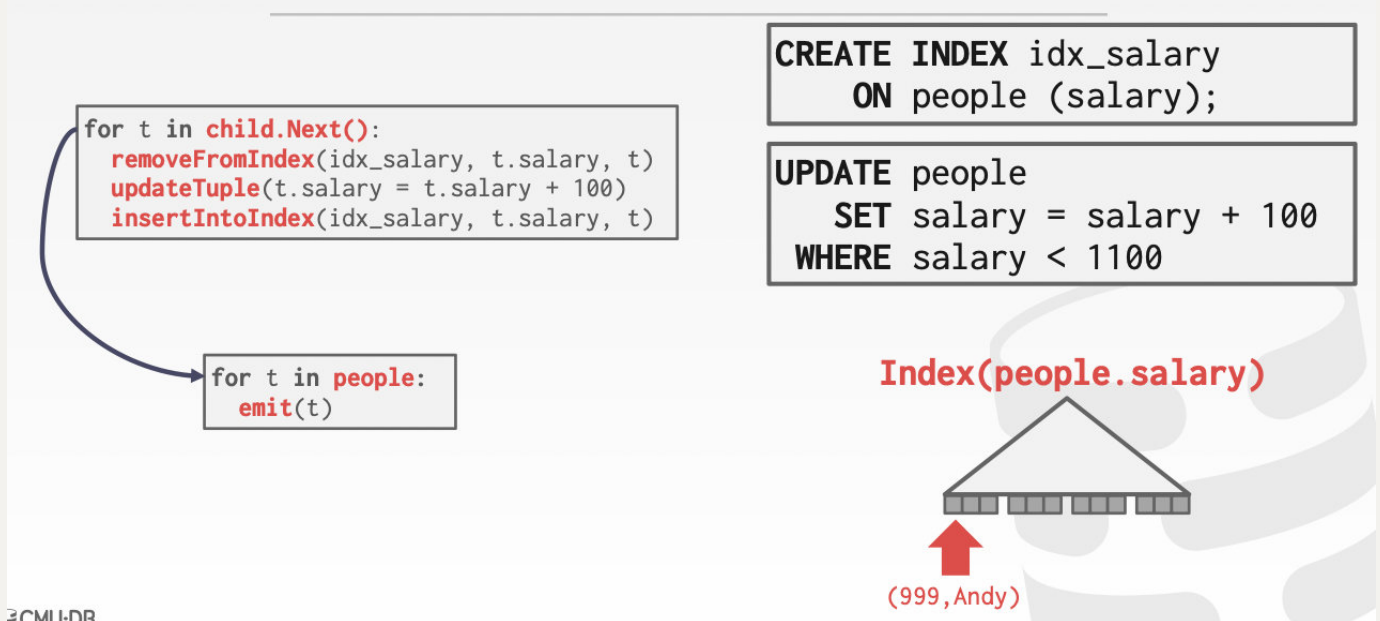 for t in child.Next():
removeFromIndex(idx_salary, t.salary, t)
updateTuple(t.salary = t.salary + 100)
insertIntoIndex(idx_salary, t.salary, t)
for t in people:
emit(t)
CREATE INDEX idx_salary
ON people (salary);
UPDATE people
SET salary = salary + 100
WHERE salary < 1100
Index(people.salary)
(999,Andy)
CMU·DB